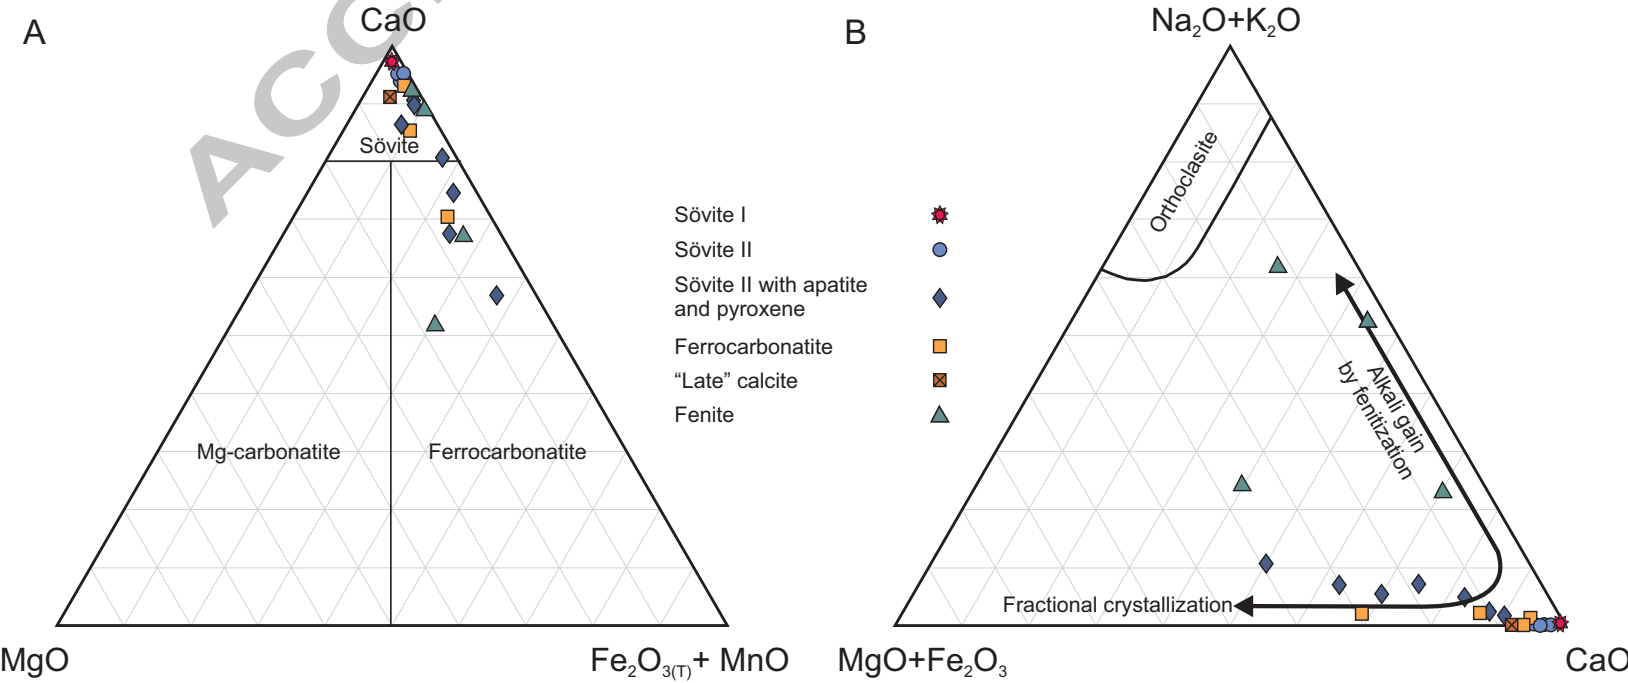 A
CaO
ACC
Sövite
Mg-carbonatite
Ferrocarbonatite
MgO
Fe₂O₃(T)+ MnO
Sövite I
Sövite II
Sövite II with apatite
and pyroxene
Ferrocarbonatite
“Late” calcite
Fenite
B
Na₂O+K₂O
Orthoclasite
Alkali gain
by fenitization
Fractional crystallization
MgO+Fe₂O₃
CaO